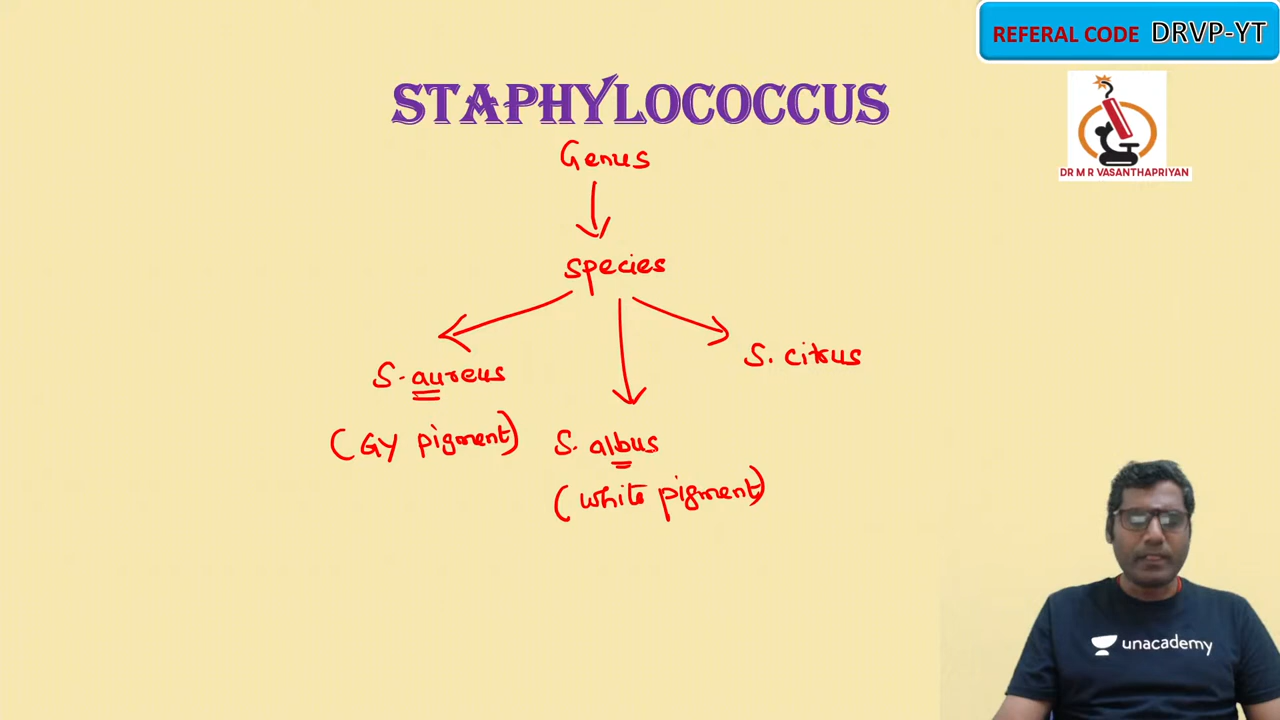 REFERAL CODE DRVP-YT
STAPHYLOCOCCUS
DR M R VASANTHAPRIYAN
Genus
Species
S. aureus
(GY pigment)
S. albus
(white pigment)
S. citrus
unacademy